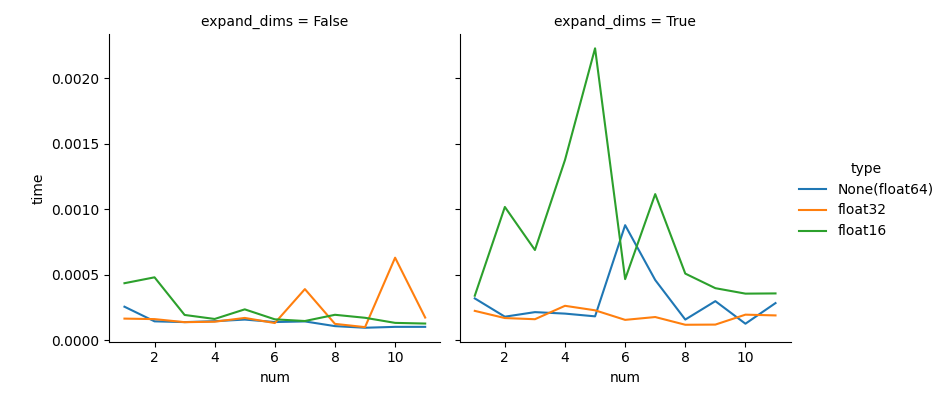 expand_dims = False
expand_dims = True
0.0020
0.0015
0.0010
0.0005
0.0000
time
2
4
6
8
10
num
2
4
6
8
10
num
type
None(float64)
float32
float16